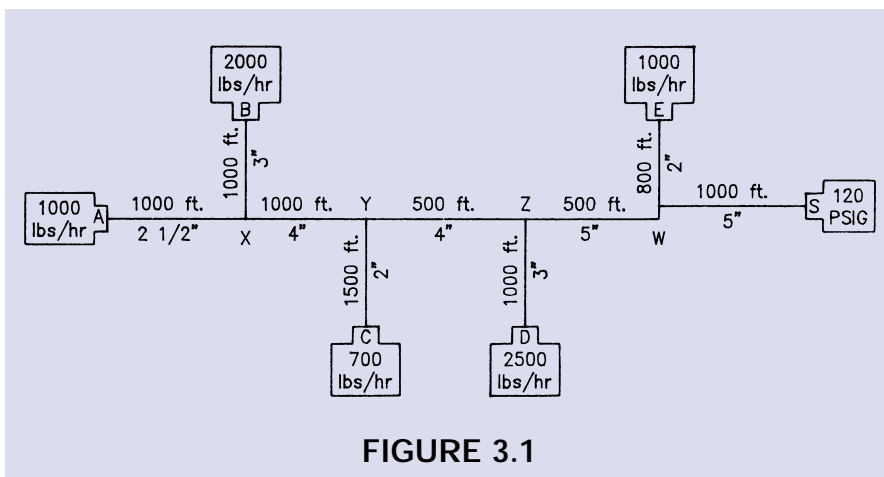 2000
lbs/hr
B
1000 ft.
3"
1000
lbs/hr
E
800 ft.
2"
1000
lbs/hr
A
1000 ft.
2 1/2"
X
1000 ft.
4"
Y
500 ft.
4"
Z
500 ft.
5"
W
1000 ft.
5"
S
120
PSIG
1500 ft.
2"
C
700
lbs/hr
1000 ft.
3"
D
2500
lbs/hr
FIGURE 3.1